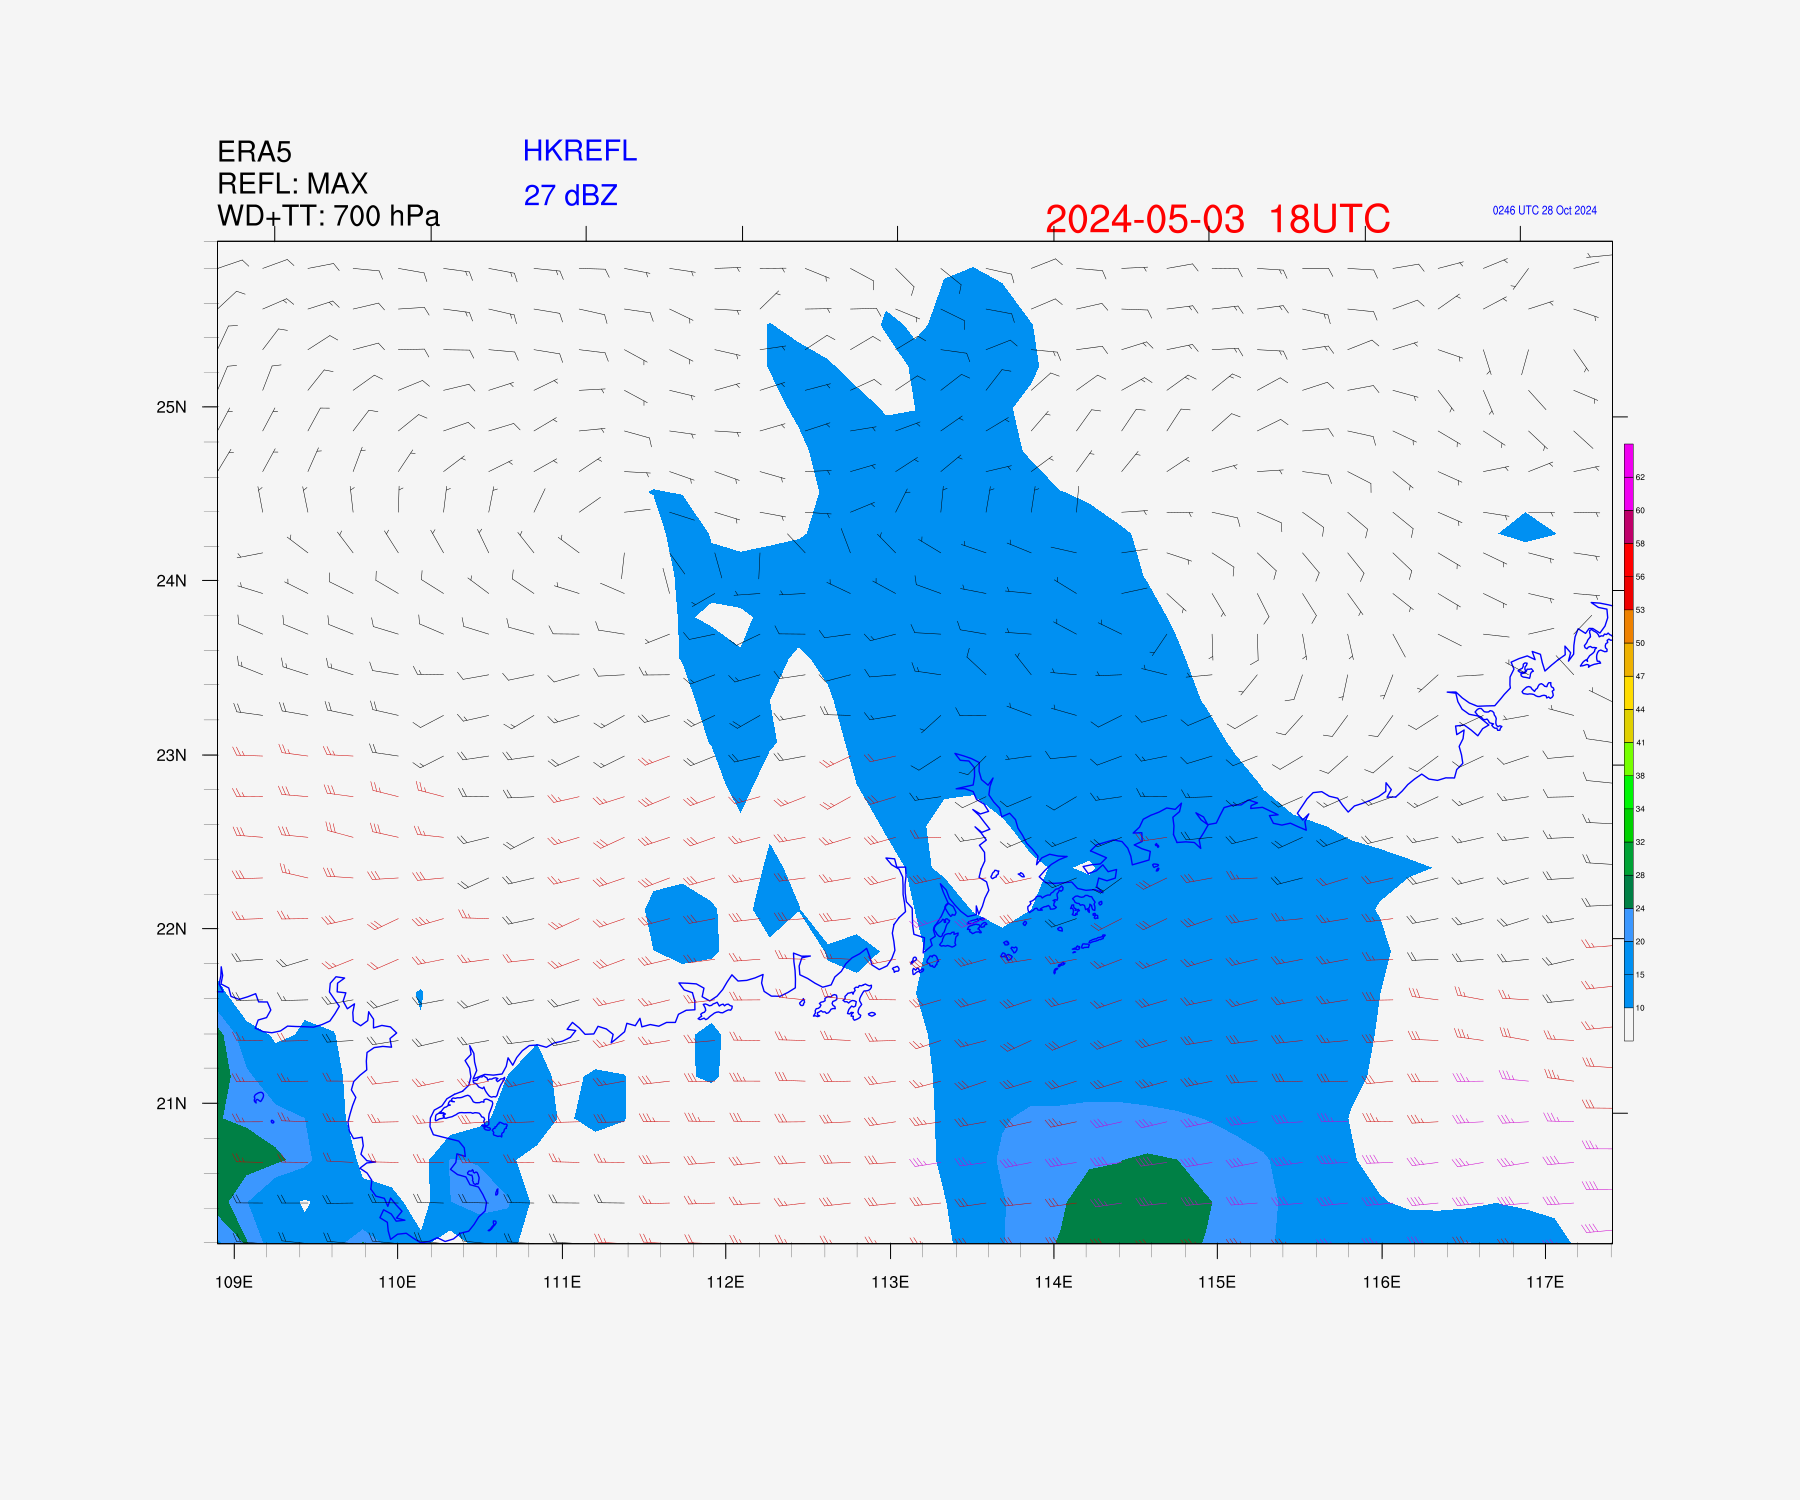 ERA5
HKREFL
REFL: MAX
27 dBZ
WD+TT: 700 hPa
2024-05-03 18UTC
0246 UTC 28 Oct 2024
25N
24N
23N
22N
21N
62
60
58
56
53
50
47
44
41
38
34
32
28
24
20
15
10
109E 110E 111E 112E 113E 114E 115E 116E 117E